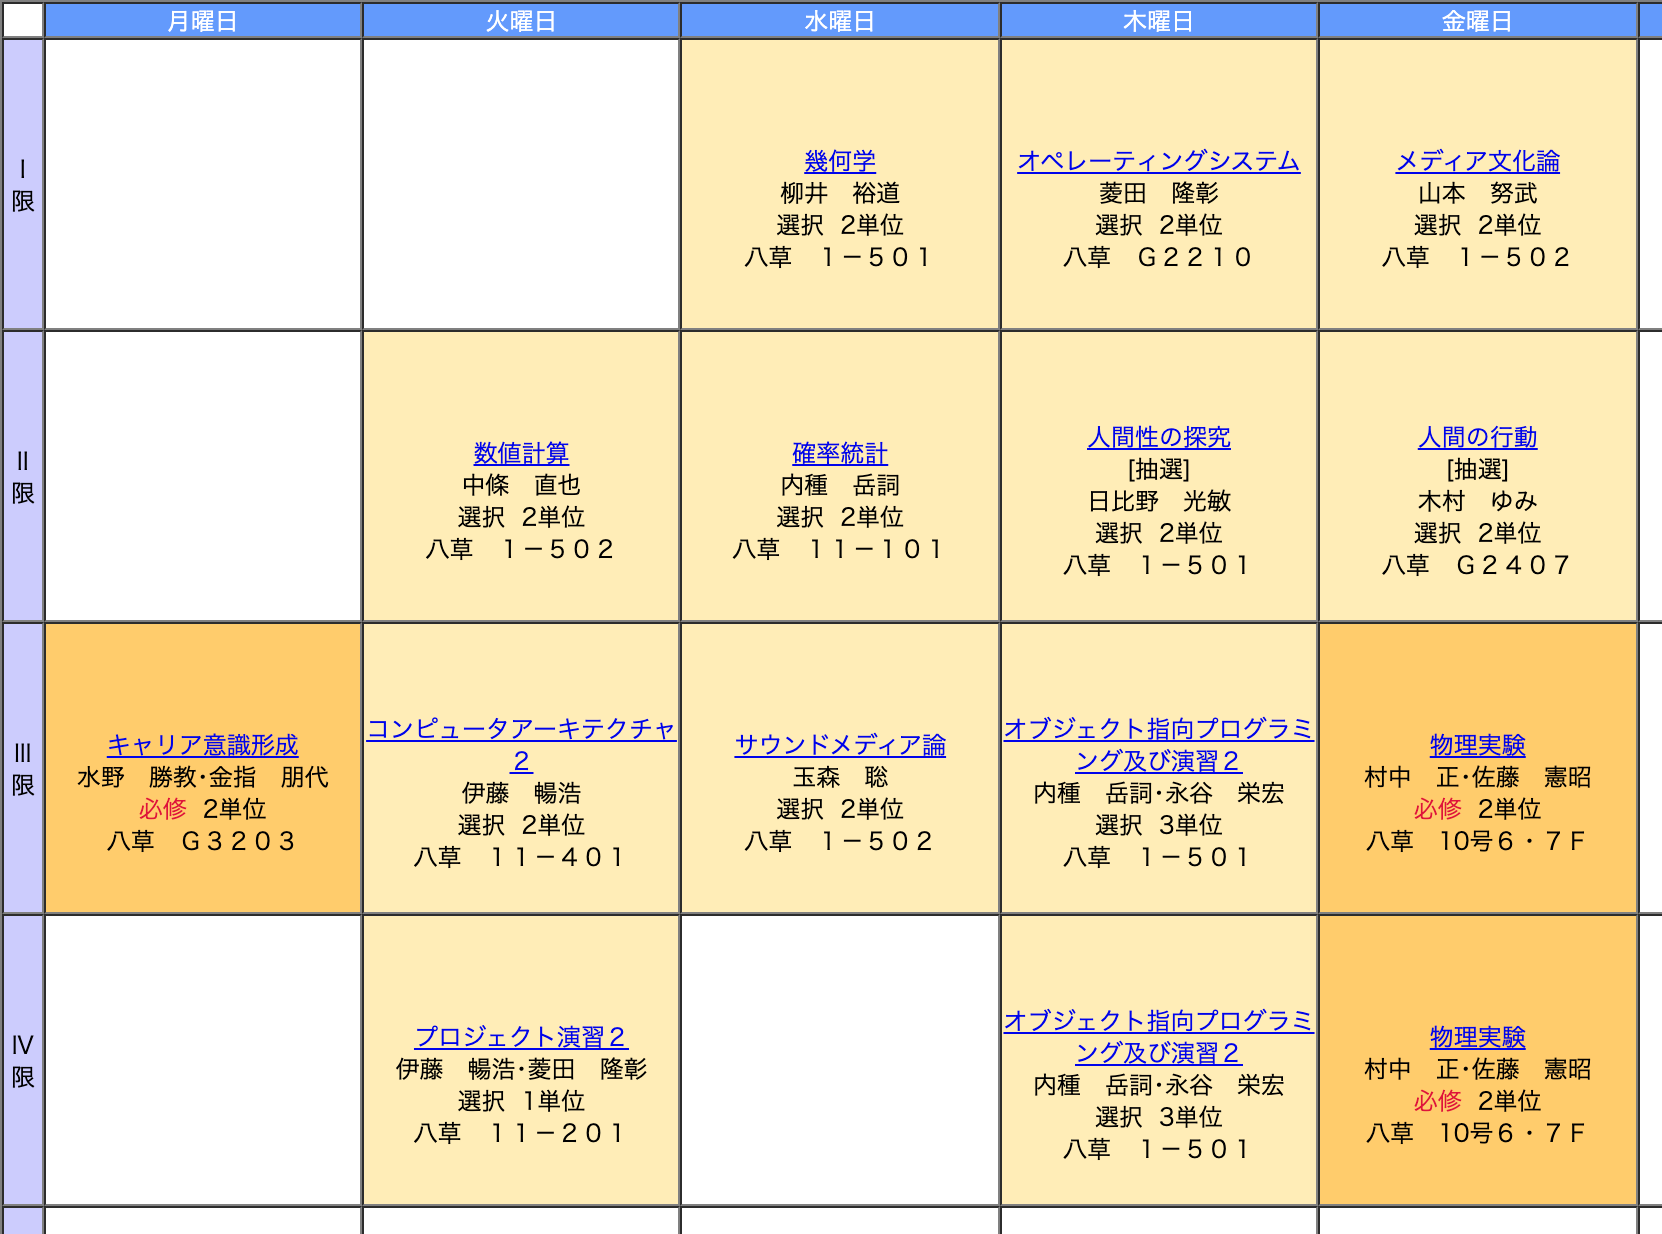 月曜日 火曜日 水曜日 木曜日 金曜日
Ⅰ限
幾何学
柳井　裕道
選択 2単位
八草　１－５０１
オペレーティングシステム
菱田　隆彰
選択 2単位
八草　Ｇ２２１０
メディア文化論
山本　努武
選択 2単位
八草　１－５０２
Ⅱ限
数値計算
中條　直也
選択 2単位
八草　１－５０２
確率統計
内種　岳詞
選択 2単位
八草　１１－１０１
人間性の探究
[抽選]
日比野　光敏
選択 2単位
八草　１－５０１
人間の行動
[抽選]
木村　ゆみ
選択 2単位
八草　Ｇ２４０７
Ⅲ限
キャリア意識形成
水野　勝教･金指　朋代
必修 2単位
八草　Ｇ３２０３
コンピュータアーキテクチャ
２
伊藤　暢浩
選択 2単位
八草　１１－４０１
サウンドメディア論
玉森　聡
選択 2単位
八草　１－５０２
オブジェクト指向プログラミ
ング及び演習２
内種　岳詞･永谷　栄宏
選択 3単位
八草　１－５０１
物理実験
村中　正･佐藤　憲昭
必修 2単位
八草　10号６・７Ｆ
Ⅳ限
プロジェクト演習２
伊藤　暢浩･菱田　隆彰
選択 1単位
八草　１１－２０１
オブジェクト指向プログラミ
ング及び演習２
内種　岳詞･永谷　栄宏
選択 3単位
八草　１－５０１
物理実験
村中　正･佐藤　憲昭
必修 2単位
八草　10号６・７Ｆ